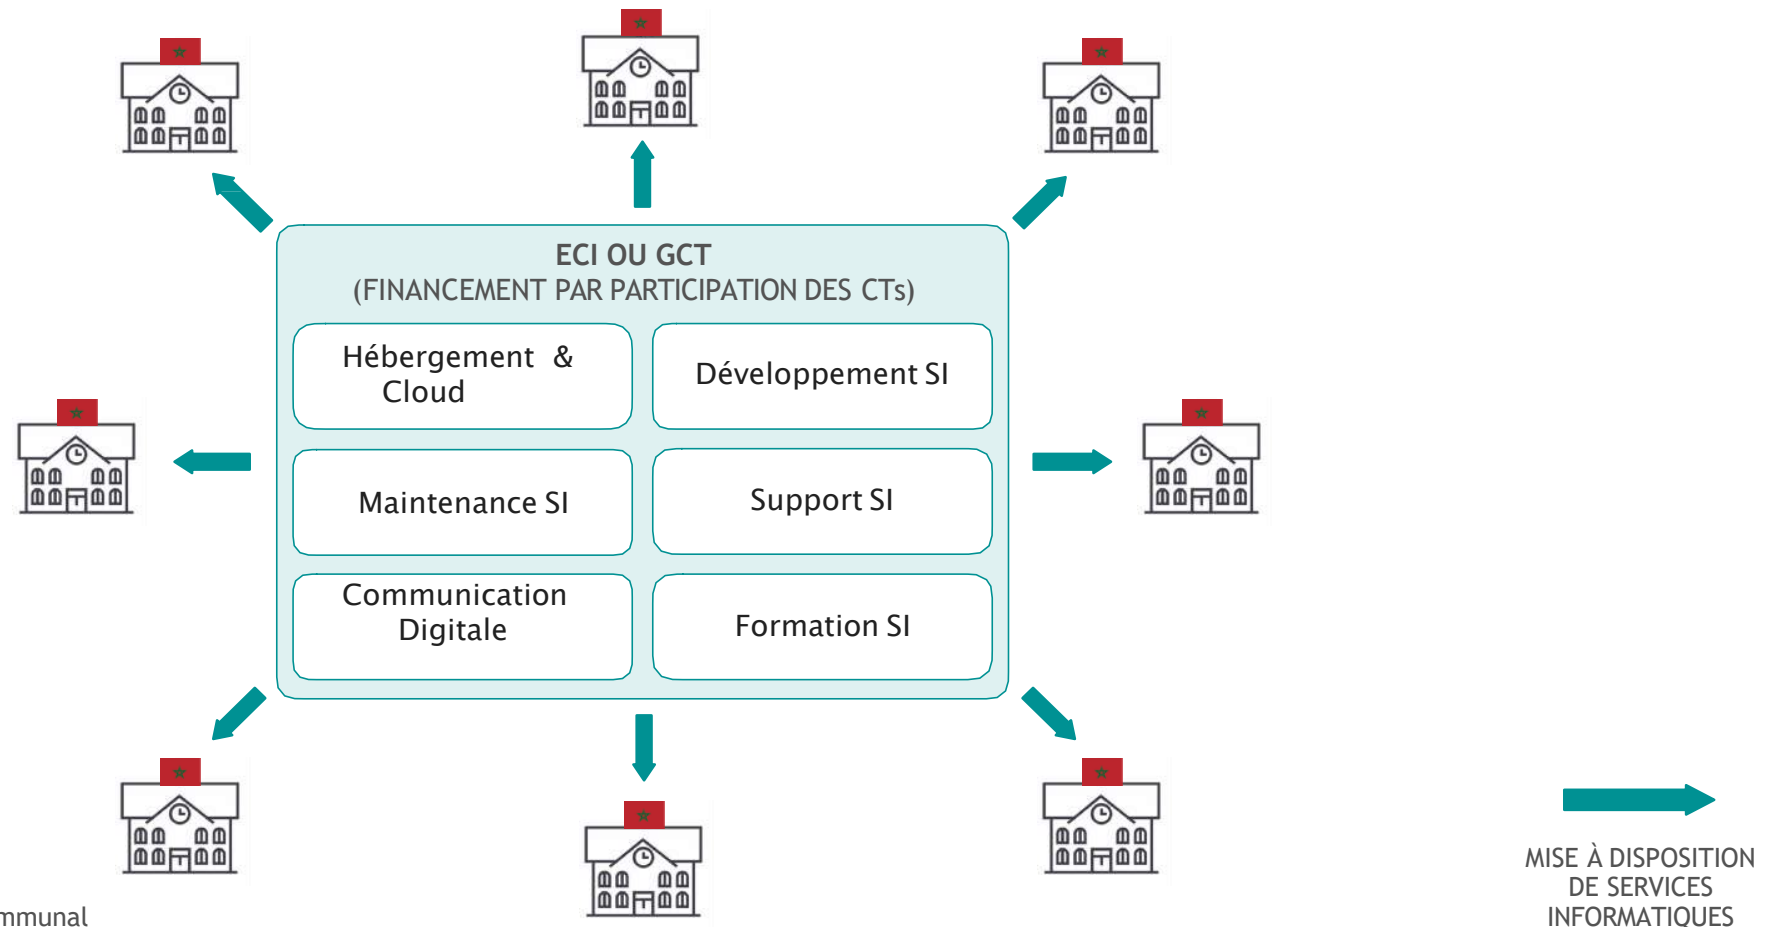 ECI OU GCT
(FINANCEMENT PAR PARTICIPATION DES CTs)
Hébergement &
Cloud
Développement SI
Maintenance SI
Support SI
Communication
Digitale
Formation SI
MISE À DISPOSITION
DE SERVICES
INFORMATIQUES
mmunal